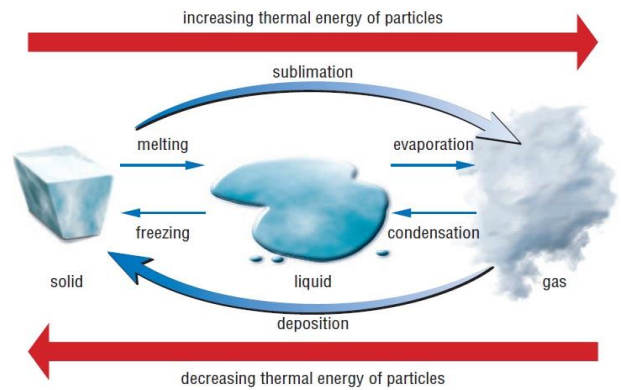 increasing thermal energy of particles
sublimation
melting
evaporation
freezing
condensation
solid
liquid
gas
deposition
decreasing thermal energy of particles